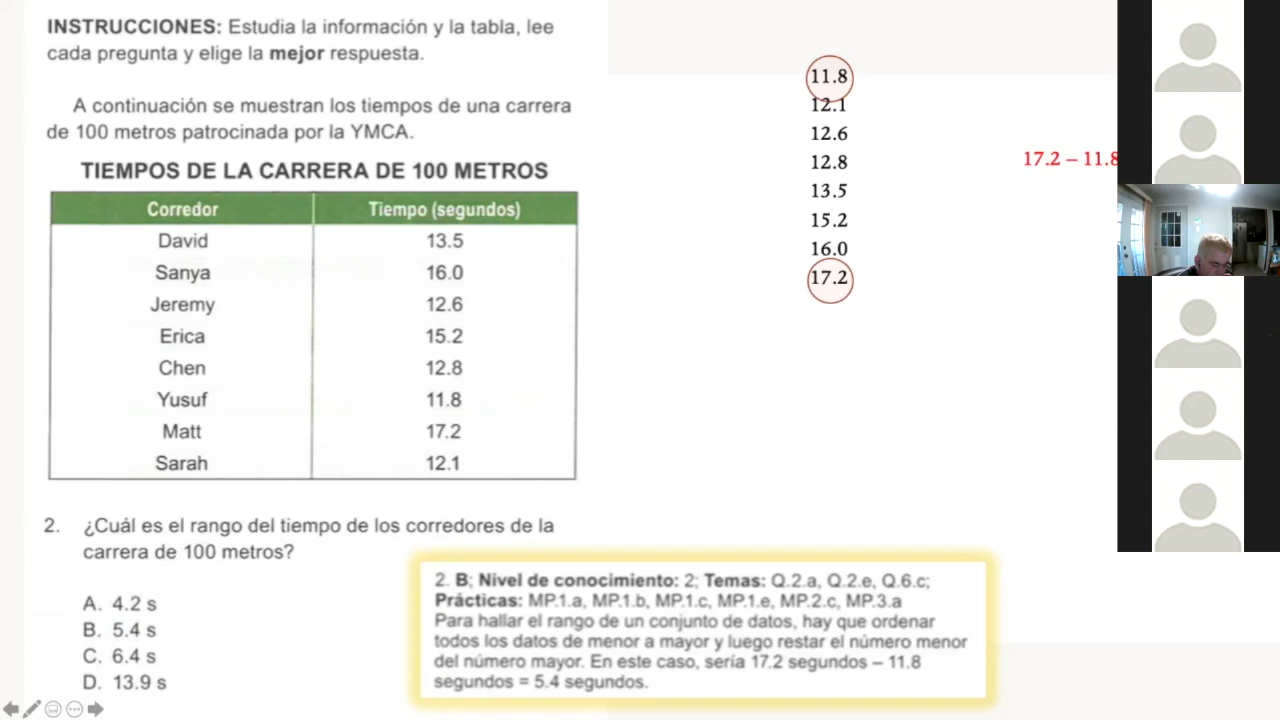 INSTRUCCIONES: Estudia la información y la tabla, lee
cada pregunta y elige la mejor respuesta.
A continuación se muestran los tiempos de una carrera
de 100 metros patrocinada por la YMCA.
TIEMPOS DE LA CARRERA DE 100 METROS
Corredor Tiempo (segundos)
David 13.5
Sanya 16.0
Jeremy 12.6
Erica 15.2
Chen 12.8
Yusuf 11.8
Matt 17.2
Sarah 12.1
2. ¿Cuál es el rango del tiempo de los corredores de la
carrera de 100 metros?
A. 4.2 s
B. 5.4 s
C. 6.4 s
D. 13.9 s
2. B; Nivel de conocimiento: 2; Temas: Q.2.a, Q.2.e, Q.6.c;
Prácticas: MP.1.a, MP.1.b, MP.1.c, MP.1.e, MP.2.c, MP.3.a
Para hallar el rango de un conjunto de datos, hay que ordenar
todos los datos de menor a mayor y luego restar el número menor
del número mayor. En este caso, sería 17.2 segundos – 11.8
segundos = 5.4 segundos.
11.8
12.1
12.6
12.8
13.5
15.2
16.0
17.2
17.2 – 11.8